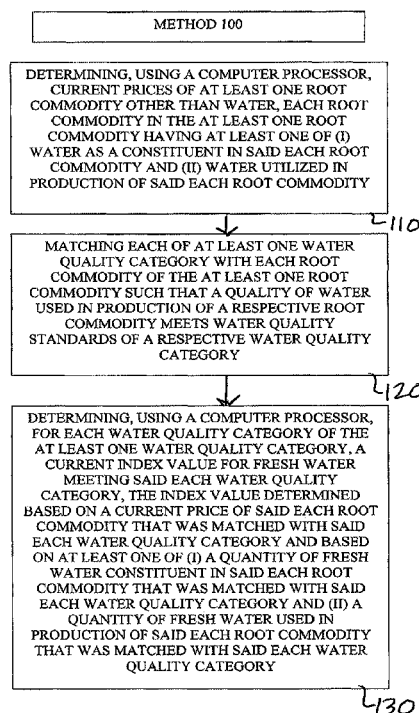 METHOD 100
DETERMINING, USING A COMPUTER PROCESSOR,
CURRENT PRICES OF AT LEAST ONE ROOT
COMMODITY OTHER THAN WATER, EACH ROOT
COMMODITY IN THE AT LEAST ONE ROOT
COMMODITY HAVING AT LEAST ONE OF (I)
WATER AS A CONSTITUENT IN SAID EACH ROOT
COMMODITY AND (II) WATER UTILIZED IN
PRODUCTION OF SAID EACH ROOT COMMODITY
110
MATCHING EACH OF AT LEAST ONE WATER
QUALITY CATEGORY WITH EACH ROOT
COMMODITY OF THE AT LEAST ONE ROOT
COMMODITY SUCH THAT A QUALITY OF WATER
USED IN PRODUCTION OF A RESPECTIVE ROOT
COMMODITY MEETS WATER QUALITY
STANDARDS OF A RESPECTIVE WATER QUALITY
CATEGORY
120
DETERMINING, USING A COMPUTER PROCESSOR,
FOR EACH WATER QUALITY CATEGORY OF THE
AT LEAST ONE WATER QUALITY CATEGORY, A
CURRENT INDEX VALUE FOR FRESH WATER
MEETING SAID EACH WATER QUALITY
CATEGORY, THE INDEX VALUE DETERMINED
BASED ON A CURRENT PRICE OF SAID EACH ROOT
COMMODITY THAT WAS MATCHED WITH SAID
EACH WATER QUALITY CATEGORY AND BASED
ON AT LEAST ONE OF (I) A QUANTITY OF FRESH
WATER CONSTITUENT IN SAID EACH ROOT
COMMODITY THAT WAS MATCHED WITH SAID
EACH WATER QUALITY CATEGORY AND (II) A
QUANTITY OF FRESH WATER USED IN
PRODUCTION OF SAID EACH ROOT COMMODITY
THAT WAS MATCHED WITH SAID EACH WATER
QUALITY CATEGORY
130